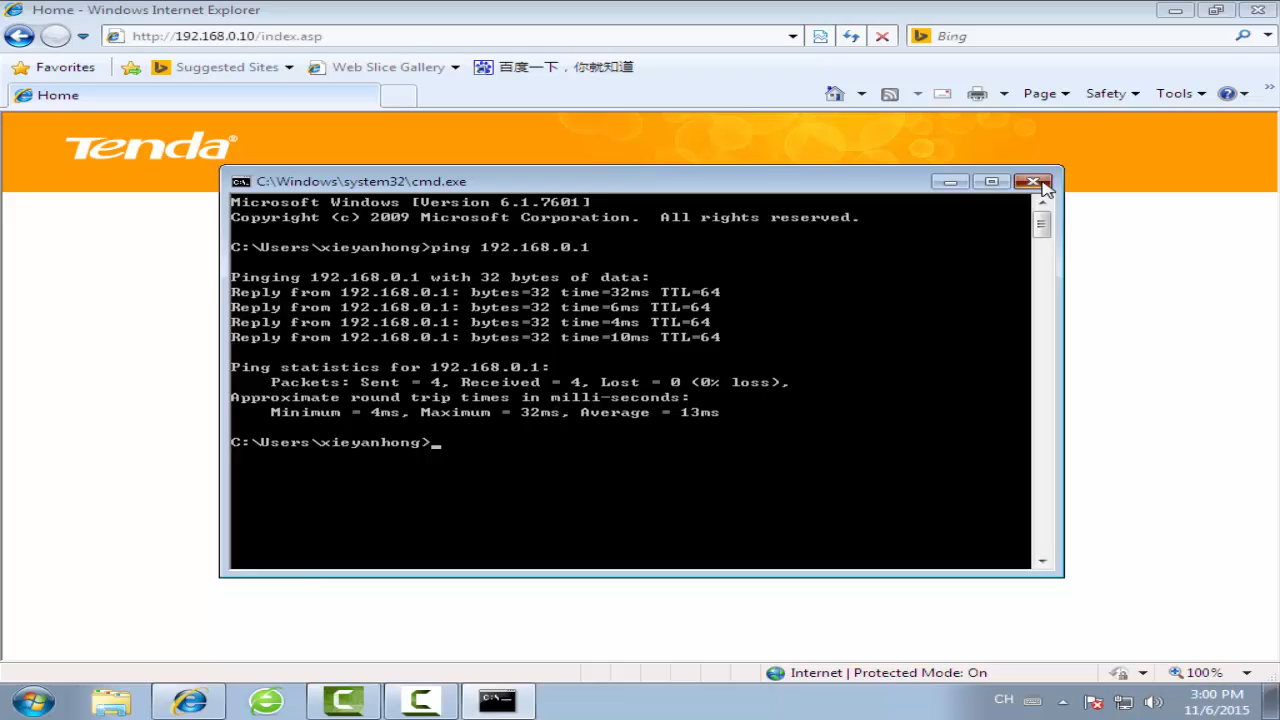 Home - Windows Internet Explorer
http://192.168.0.10/index.asp
Bing
Favorites
Suggested Sites
Web Slice Gallery
百度一下，你就知道
Home
Page
Safety
Tools
Tenda®
C:\Windows\system32\cmd.exe
Microsoft Windows [Version 6.1.7601]
Copyright (c) 2009 Microsoft Corporation.  All rights reserved.
C:\Users\xieyanhong>ping 192.168.0.1
Pinging 192.168.0.1 with 32 bytes of data:
Reply from 192.168.0.1: bytes=32 time=32ms TTL=64
Reply from 192.168.0.1: bytes=32 time=6ms TTL=64
Reply from 192.168.0.1: bytes=32 time=4ms TTL=64
Reply from 192.168.0.1: bytes=32 time=10ms TTL=64
Ping statistics for 192.168.0.1:
    Packets: Sent = 4, Received = 4, Lost = 0 (0% loss),
Approximate round trip times in milli-seconds:
    Minimum = 4ms, Maximum = 32ms, Average = 13ms
C:\Users\xieyanhong>_
Internet | Protected Mode: On
100%
CH
3:00 PM
11/6/2015